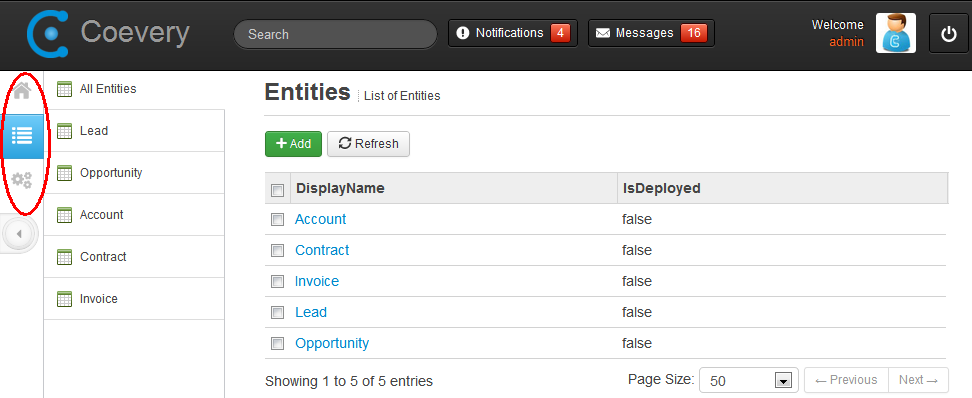 Coevery
Search
Notifications 4
Messages 16
Welcome
admin
All Entities
Lead
Opportunity
Account
Contract
Invoice
Entities List of Entities
Add Refresh
DisplayName IsDeployed
Account false
Contract false
Invoice false
Lead false
Opportunity false
Showing 1 to 5 of 5 entries
Page Size: 50
← Previous Next →